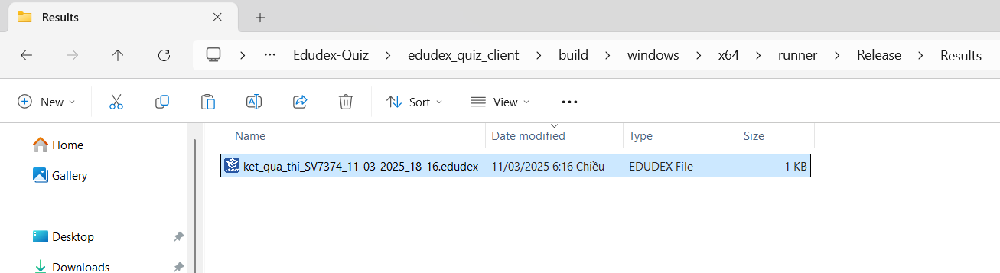 Results
Edudex-Quiz > edudex_quiz_client > build > windows > x64 > runner > Release > Results
New Sort View
Name Date modified Type Size
ket_qua_thi_SV7374_11-03-2025_18-16.edudex 11/03/2025 6:16 Chiều EDUDEX File 1 KB
Home
Gallery
Desktop
Downloads